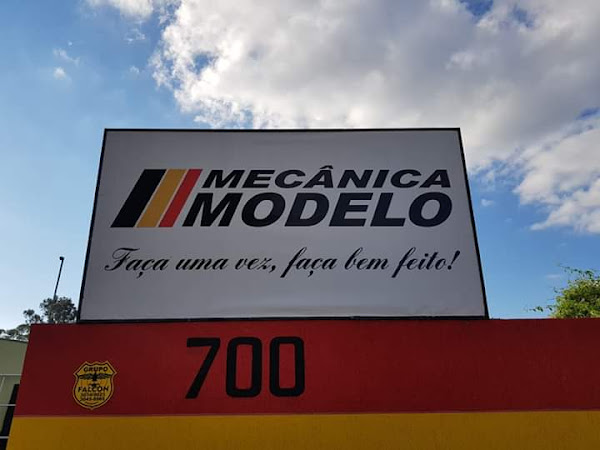 MECÂNICA
MODELO
Faça uma vez, faça bem feito!
700
GRUPO
FALCON